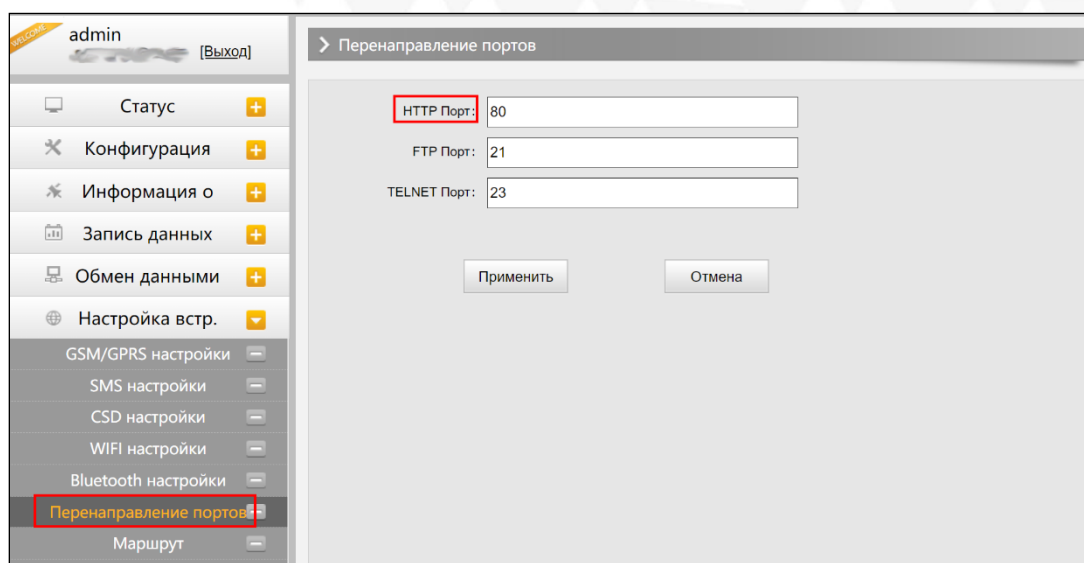 WELCOME
admin
[Выход]
Статус
Конфигурация
Информация о
Запись данных
Обмен данными
Настройка встр.
GSM/GPRS настройки
SMS настройки
CSD настройки
WIFI настройки
Bluetooth настройки
Перенаправление портов
Маршрут
Перенаправление портов
HTTP Порт: 80
FTP Порт: 21
TELNET Порт: 23
Применить Отмена